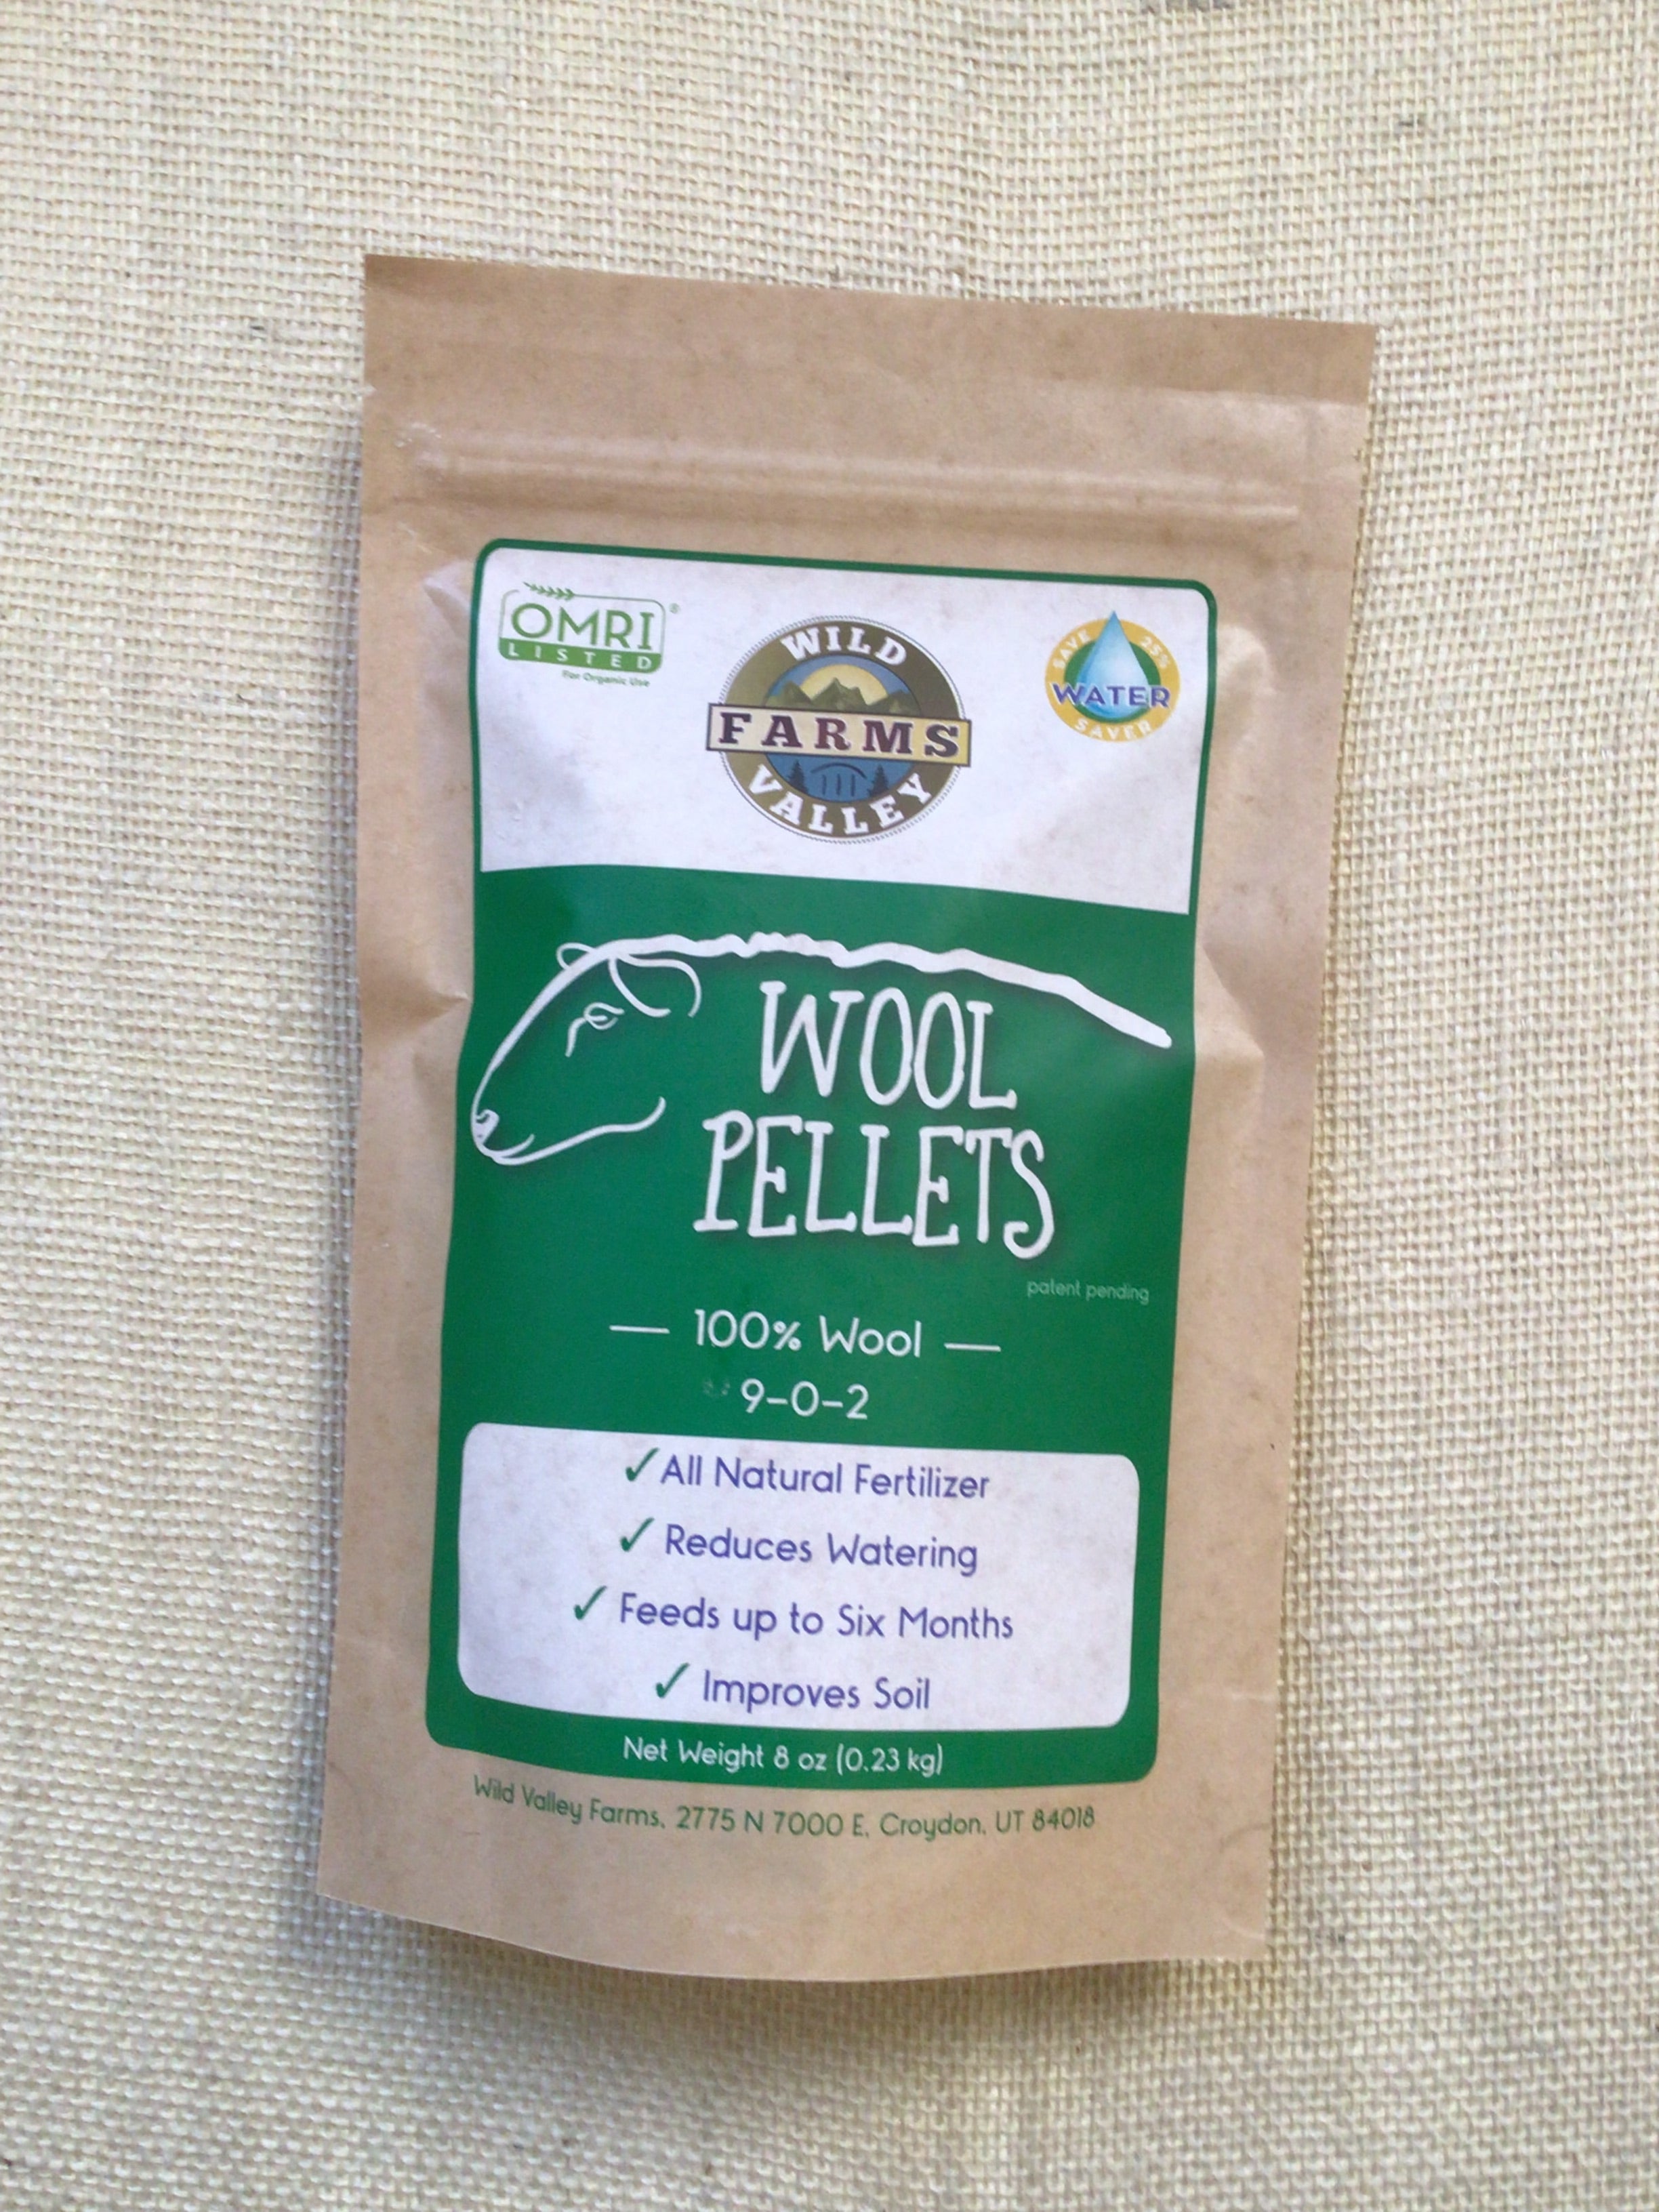 OMRI ®
LISTED
For Organic Use
WILD
FARMS
VALLEY
SAVE 25%
WATER
SAVER
WOOL
PELLETS
patent pending
— 100% Wool —
9-0-2
✓ All Natural Fertilizer
✓ Reduces Watering
✓ Feeds up to Six Months
✓ Improves Soil
Net Weight 8 oz (0.23 kg)
Wild Valley Farms, 2775 N 7000 E, Croydon, UT 84018